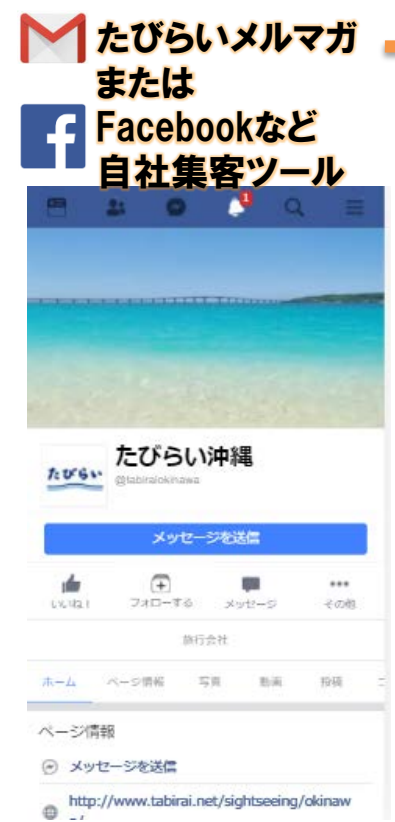 たびらいメルマガ
または
Facebookなど
自社集客ツール
1
たびらい
たびらい沖縄
@tabiraiokinawa
メッセージを送信
いいね!
フォローする
メッセージ
その他
旅行会社
ホーム
ページ情報
写真
動画
投稿
ページ情報
メッセージを送信
http://www.tabirai.net/sightseeing/okinaw
a/